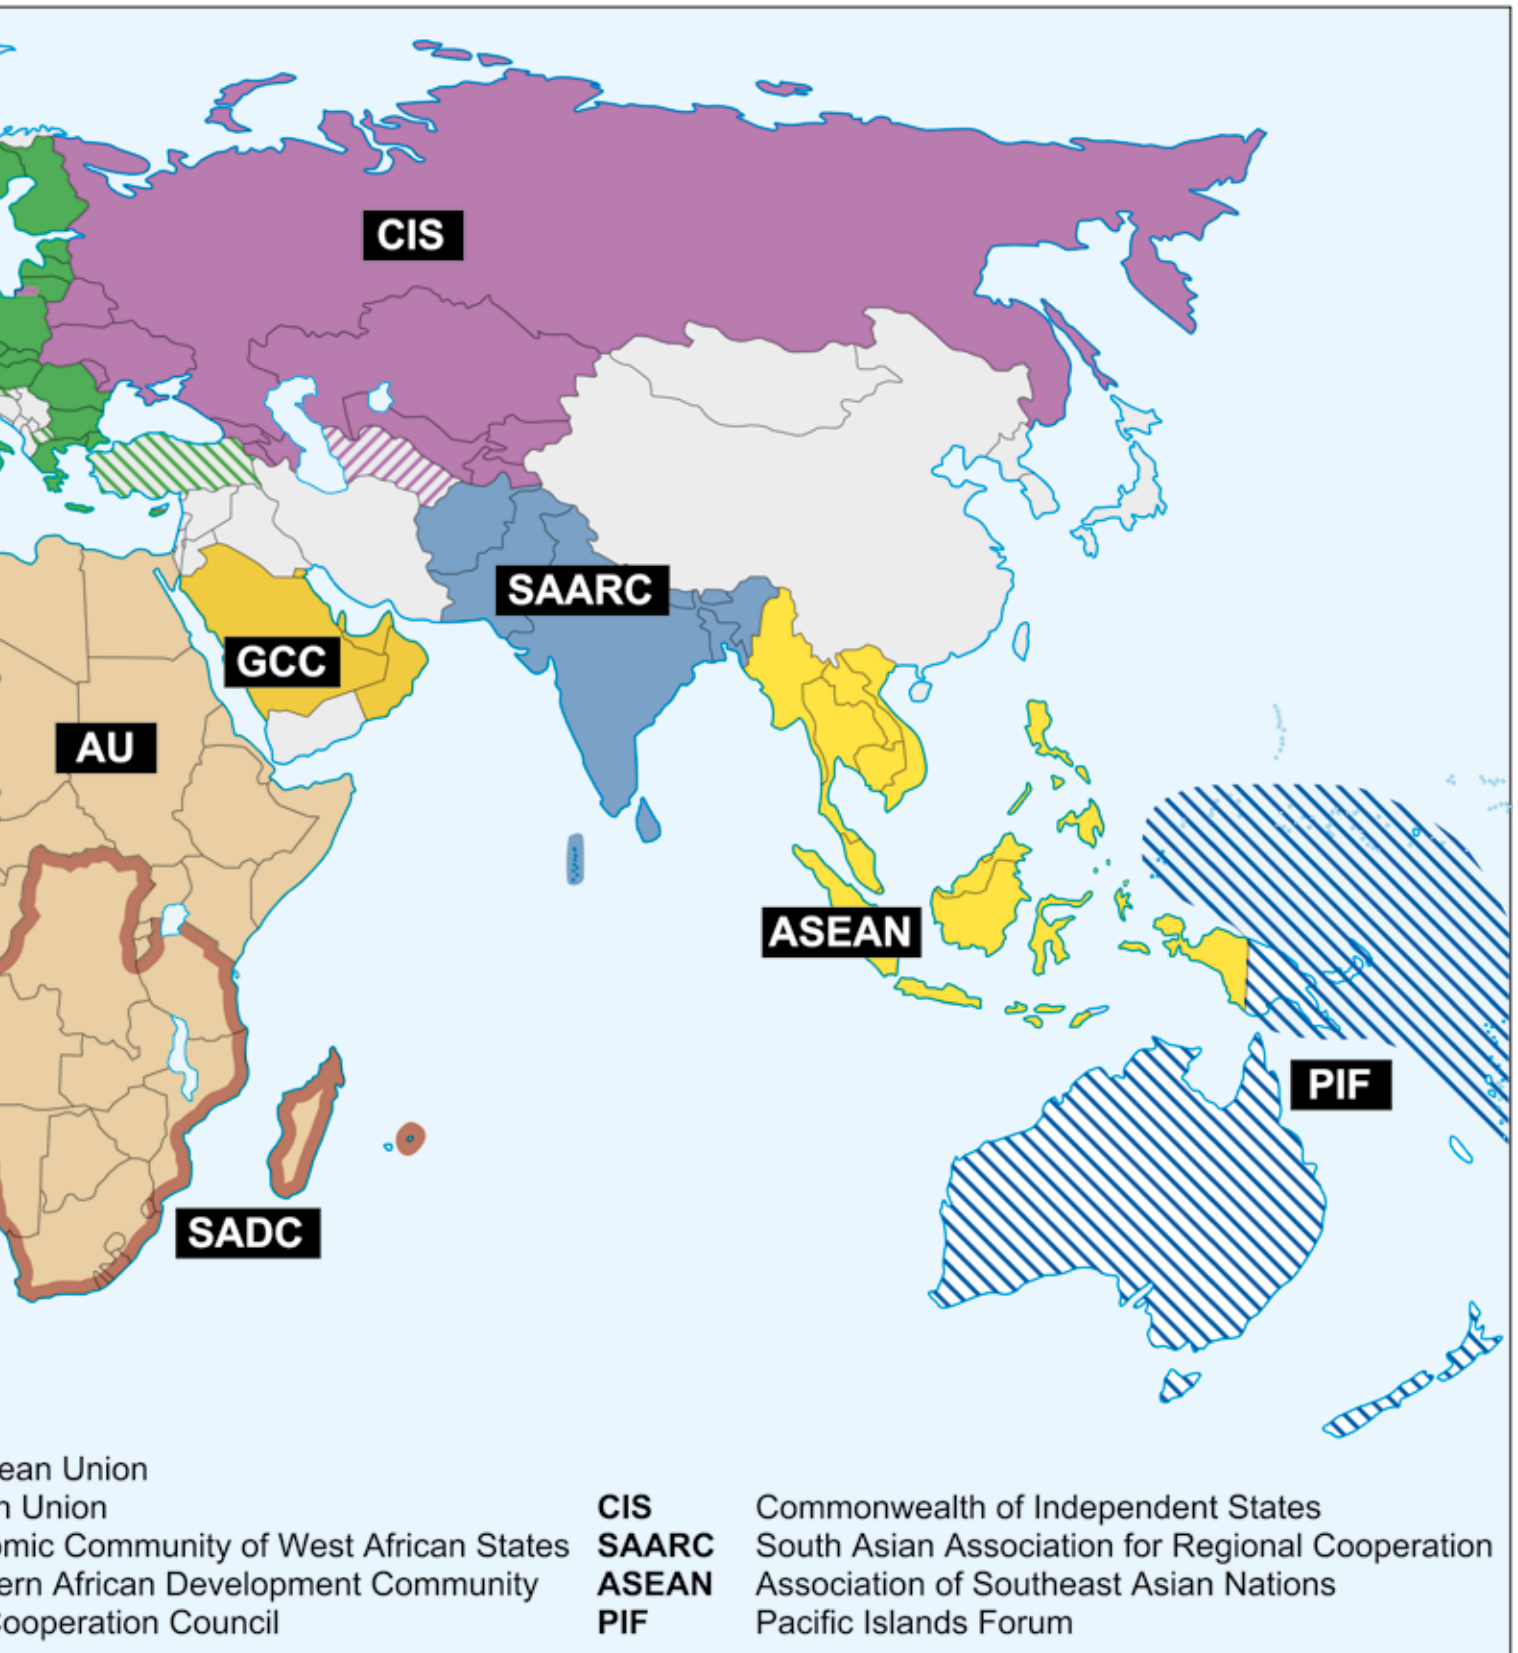 CIS
SAARC
GCC
AU
ASEAN
PIF
SADC
ean Union
n Union
omic Community of West African States
ern African Development Community
Cooperation Council
CIS Commonwealth of Independent States
SAARC South Asian Association for Regional Cooperation
ASEAN Association of Southeast Asian Nations
PIF Pacific Islands Forum